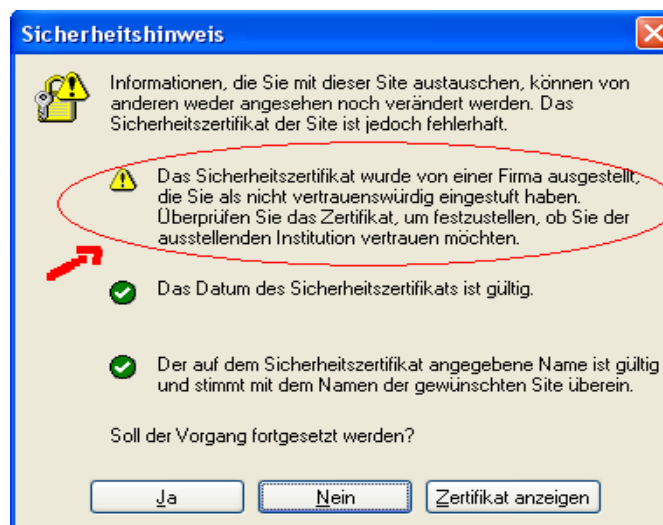 Sicherheitshinweis
Informationen, die Sie mit dieser Site austauschen, können von
anderen weder angesehen noch verändert werden. Das
Sicherheitszertifikat der Site ist jedoch fehlerhaft.
Das Sicherheitszertifikat wurde von einer Firma ausgestellt,
die Sie als nicht vertrauenswürdig eingestuft haben.
Überprüfen Sie das Zertifikat, um festzustellen, ob Sie der
ausstellenden Institution vertrauen möchten.
Das Datum des Sicherheitszertifikats ist gültig.
Der auf dem Sicherheitszertifikat angegebene Name ist gültig
und stimmt mit dem Namen der gewünschten Site überein.
Soll der Vorgang fortgesetzt werden?
Ja Nein Zertifikat anzeigen